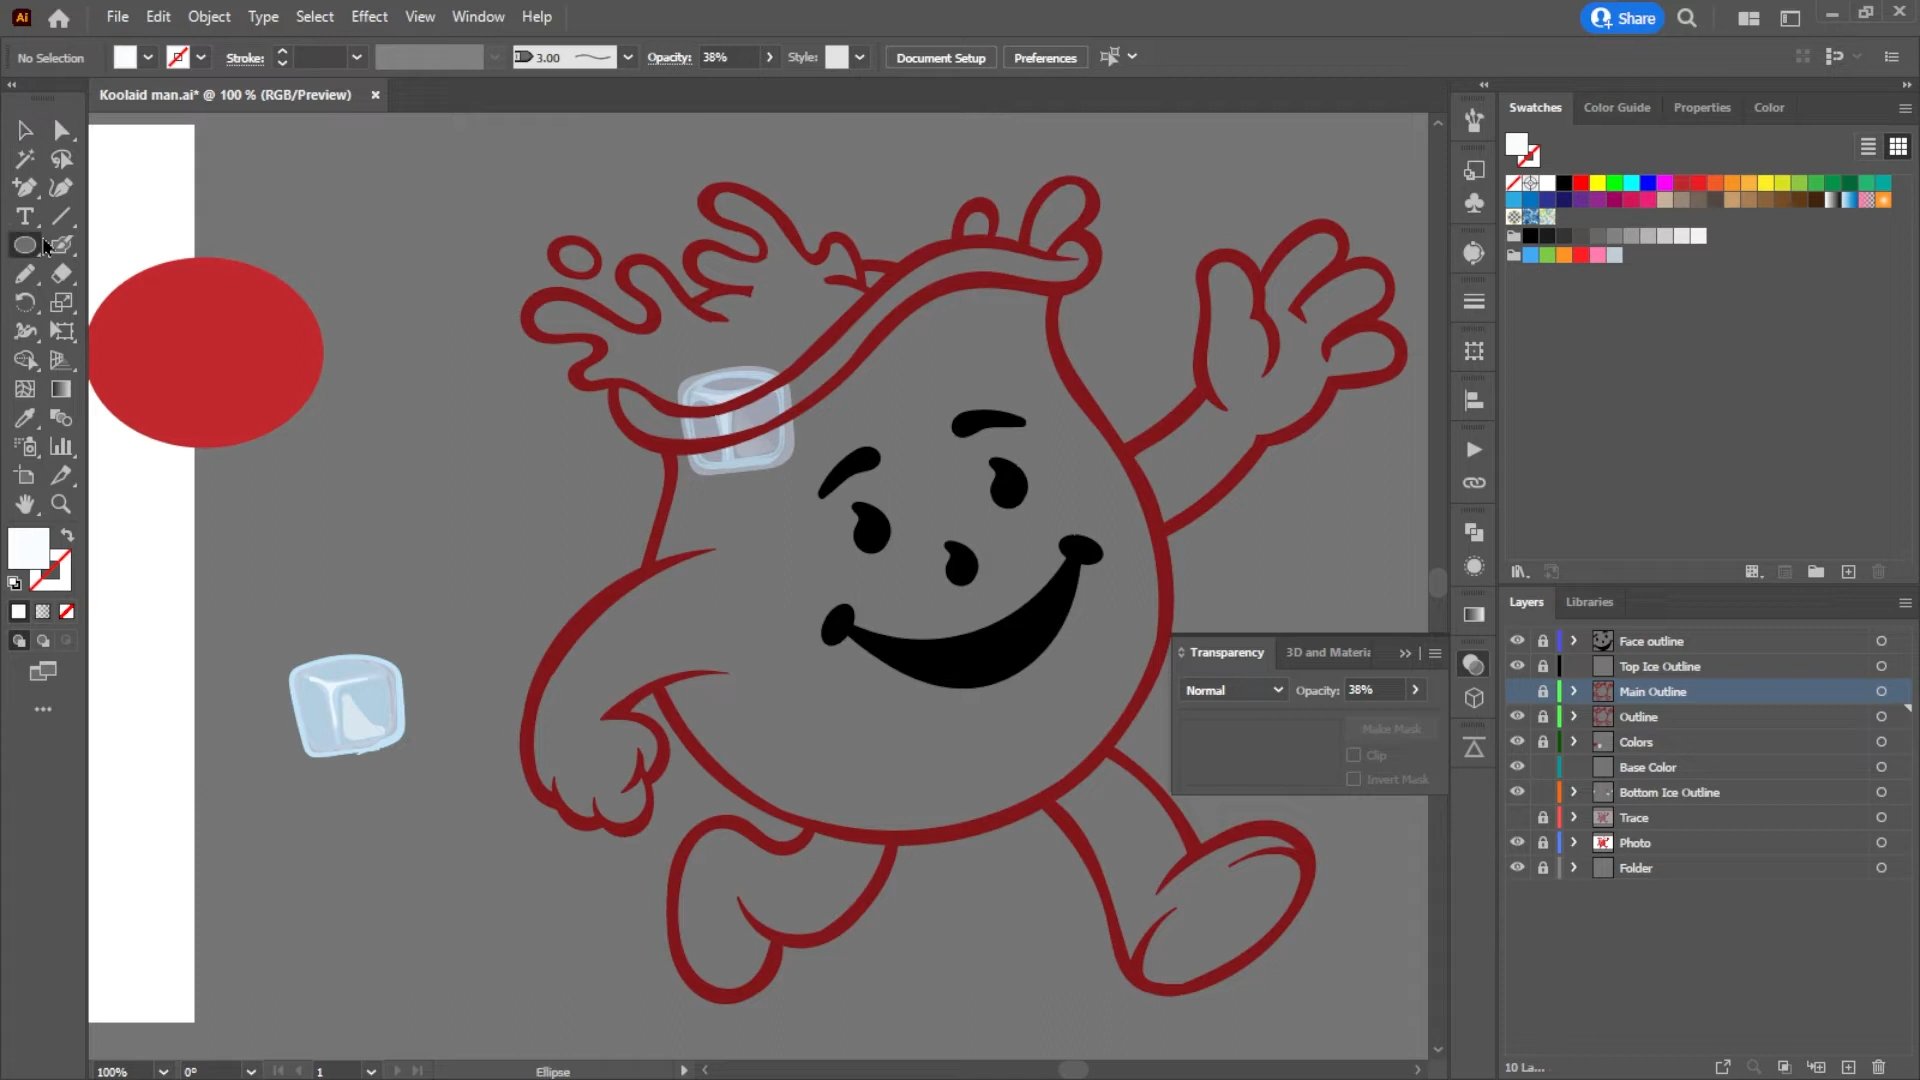 Ai File Edit Object Type Select Effect View Window Help Share
No Selection Stroke: 3.00 Opacity: 38% Style: Document Setup Preferences
Koolaid man.ai* @ 100 % (RGB/Preview)
Swatches Color Guide Properties Color
Layers Libraries
Face outline
Top Ice Outline
Main Outline
Outline
Colors
Base Color
Bottom Ice Outline
Trace
Photo
Folder
10 La...
Transparency 3D and Materia
Normal Opacity: 38%
Make Mask
Clip
Invert Mask
100% 0° 1 Ellipse